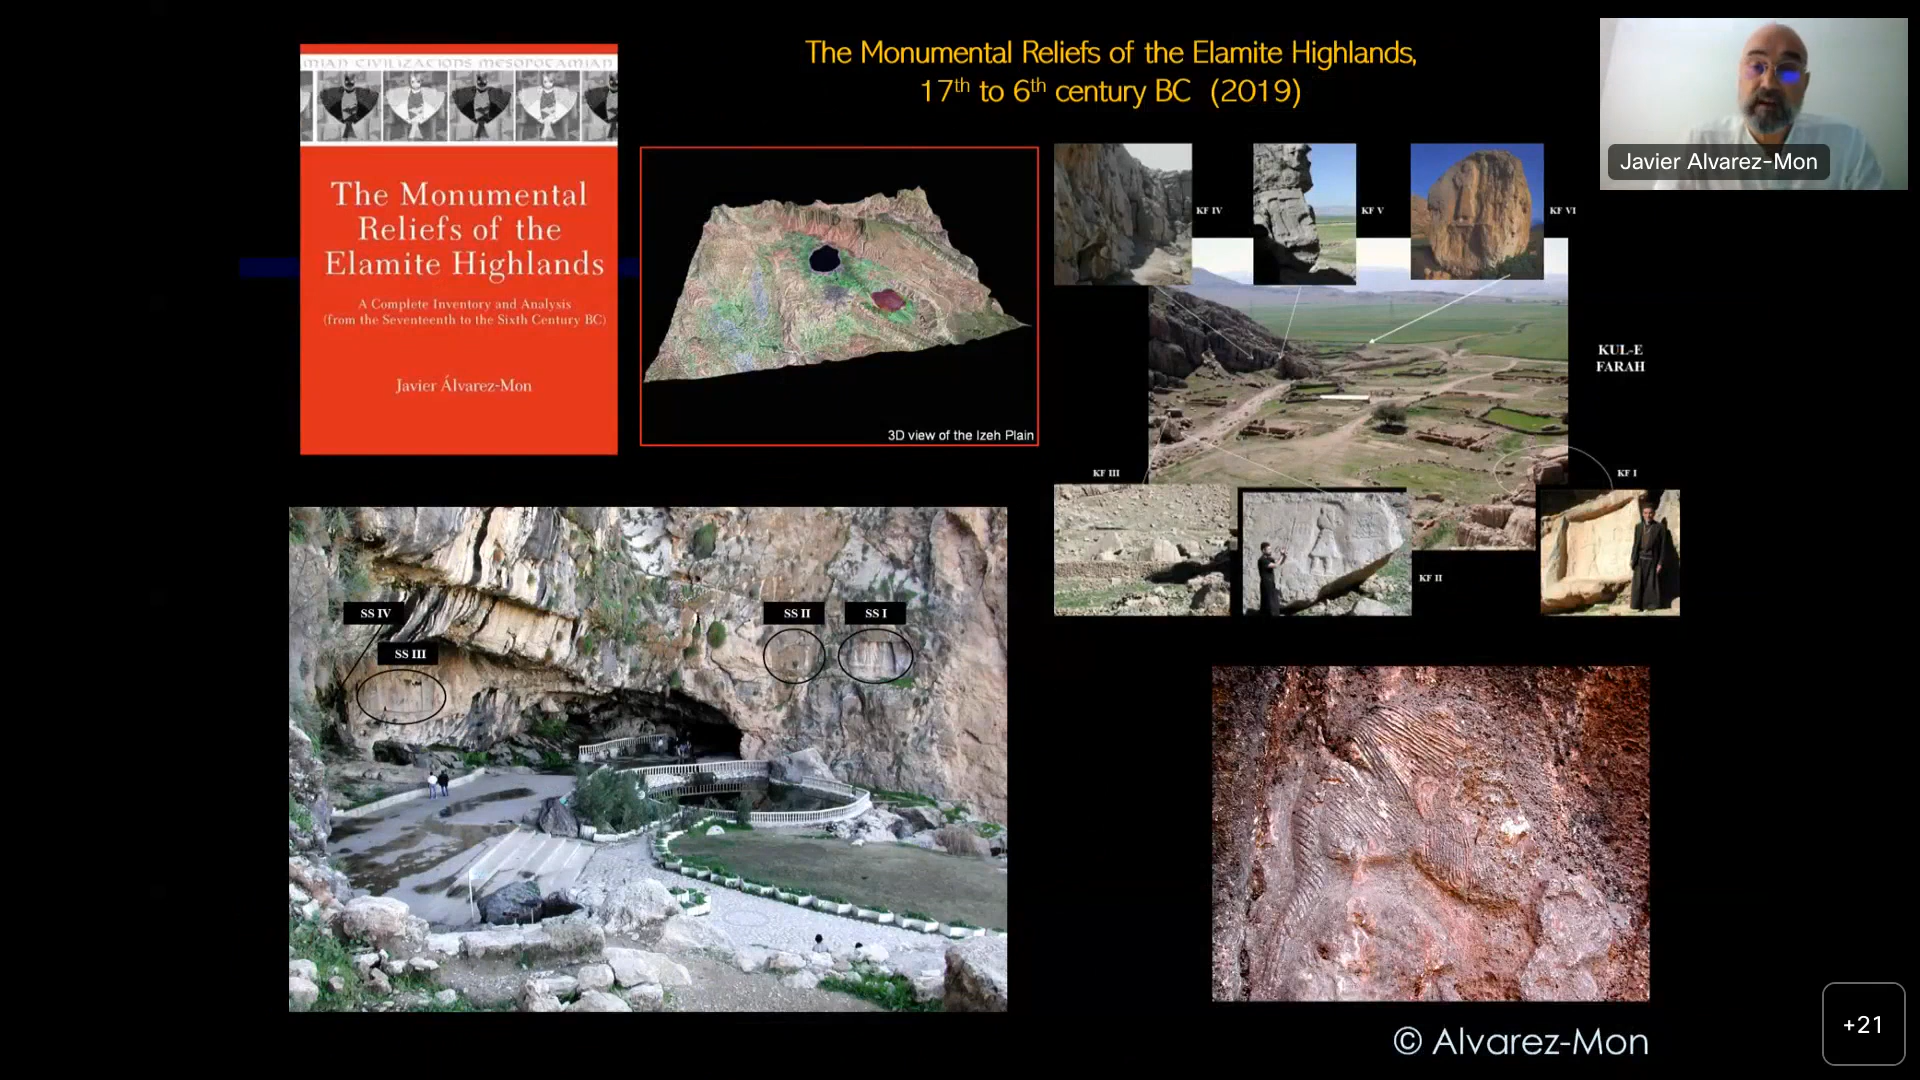 The Monumental Reliefs of the Elamite Highlands,
17th to 6th century BC (2019)
MIAN CIVILIZATIONS MESOPOTAMIAN
The Monumental
Reliefs of the
Elamite Highlands
A Complete Inventory and Analysis
(from the Seventeenth to the Sixth Century BC)
Javier Álvarez-Mon
3D view of the Izeh Plain
KF IV
KF V
KF VI
KUL-E
FARAH
KF III
KF I
KF II
Javier Alvarez-Mon
SS IV
SS III
SS II
SS I
© Alvarez-Mon
+21